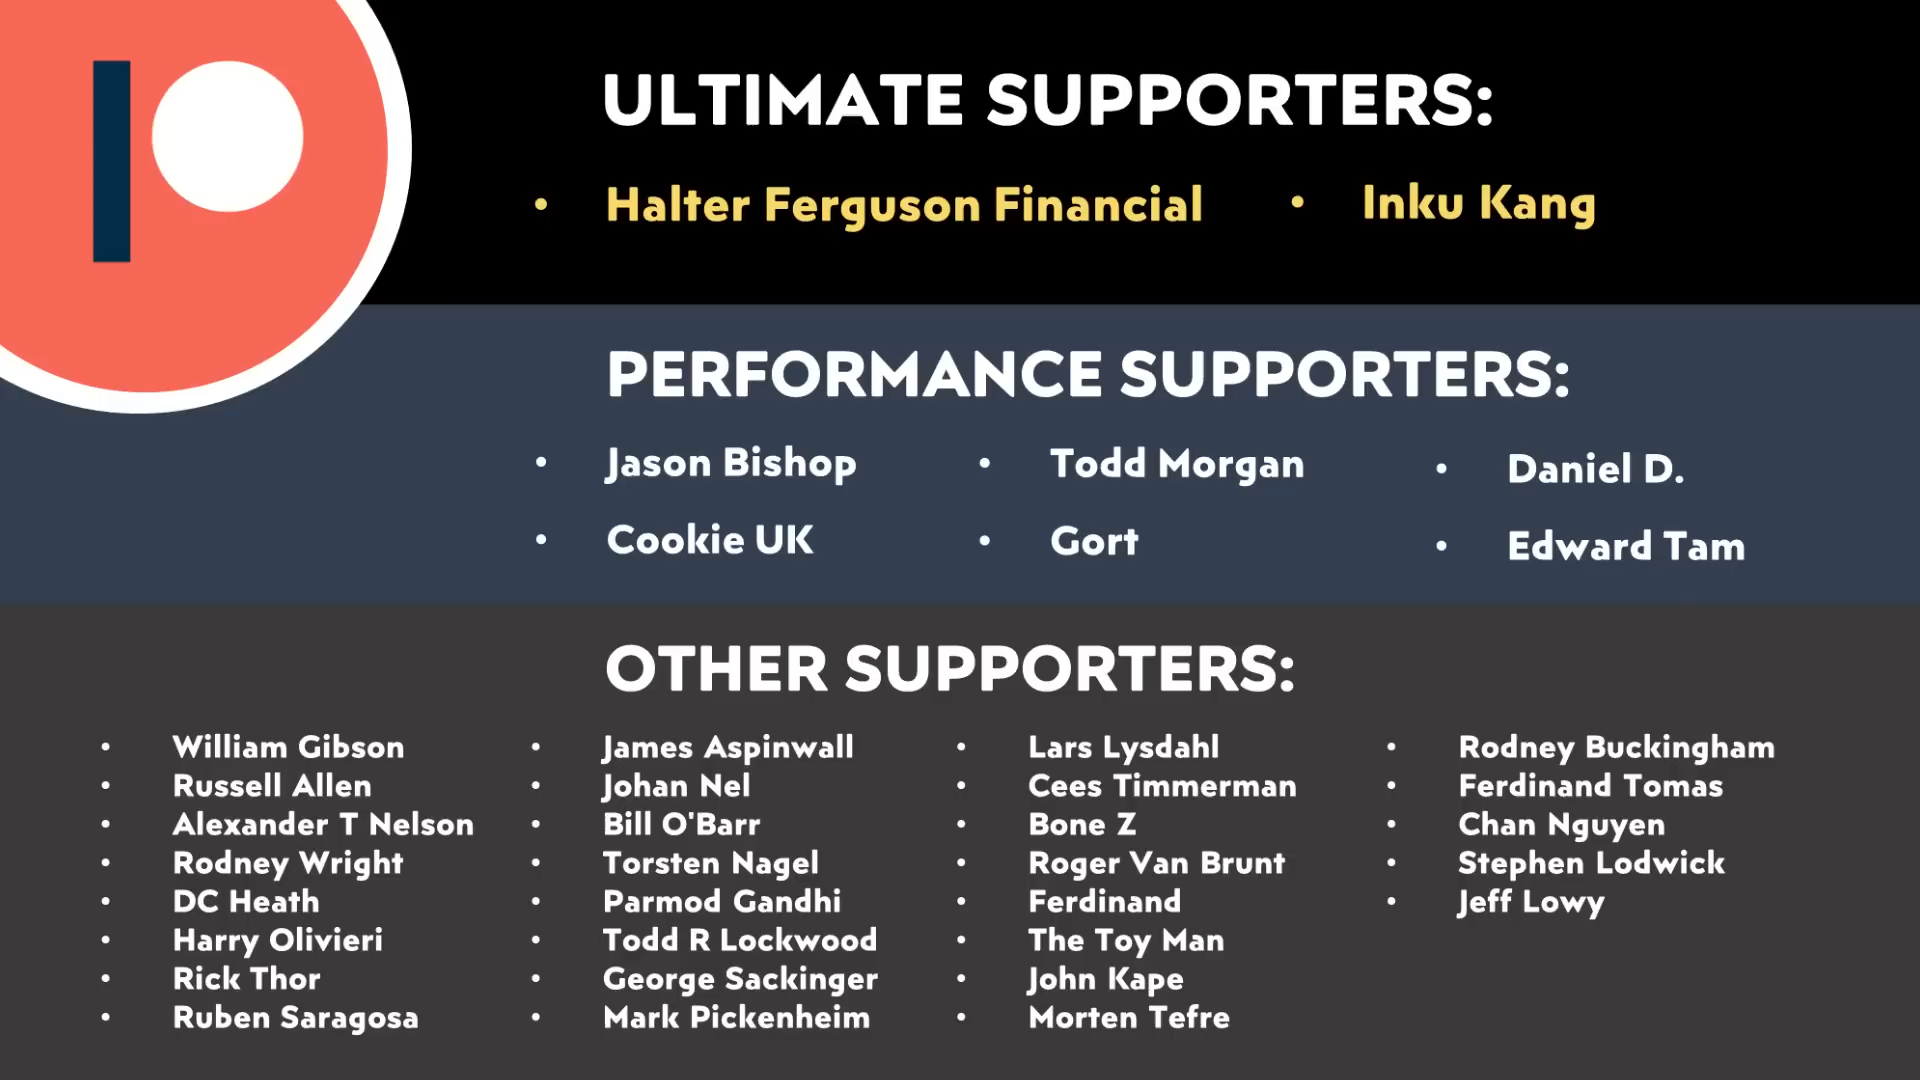 ULTIMATE SUPPORTERS:
• Halter Ferguson Financial • Inku Kang
PERFORMANCE SUPPORTERS:
• Jason Bishop • Todd Morgan • Daniel D.
• Cookie UK • Gort • Edward Tam
OTHER SUPPORTERS:
• William Gibson • James Aspinwall • Lars Lysdahl • Rodney Buckingham
• Russell Allen • Johan Nel • Cees Timmerman • Ferdinand Tomas
• Alexander T Nelson • Bill O'Barr • Bone Z • Chan Nguyen
• Rodney Wright • Torsten Nagel • Roger Van Brunt • Stephen Lodwick
• DC Heath • Parmod Gandhi • Ferdinand • Jeff Lowy
• Harry Olivieri • Todd R Lockwood • The Toy Man
• Rick Thor • George Sackinger • John Kape
• Ruben Saragosa • Mark Pickenheim • Morten Tefre